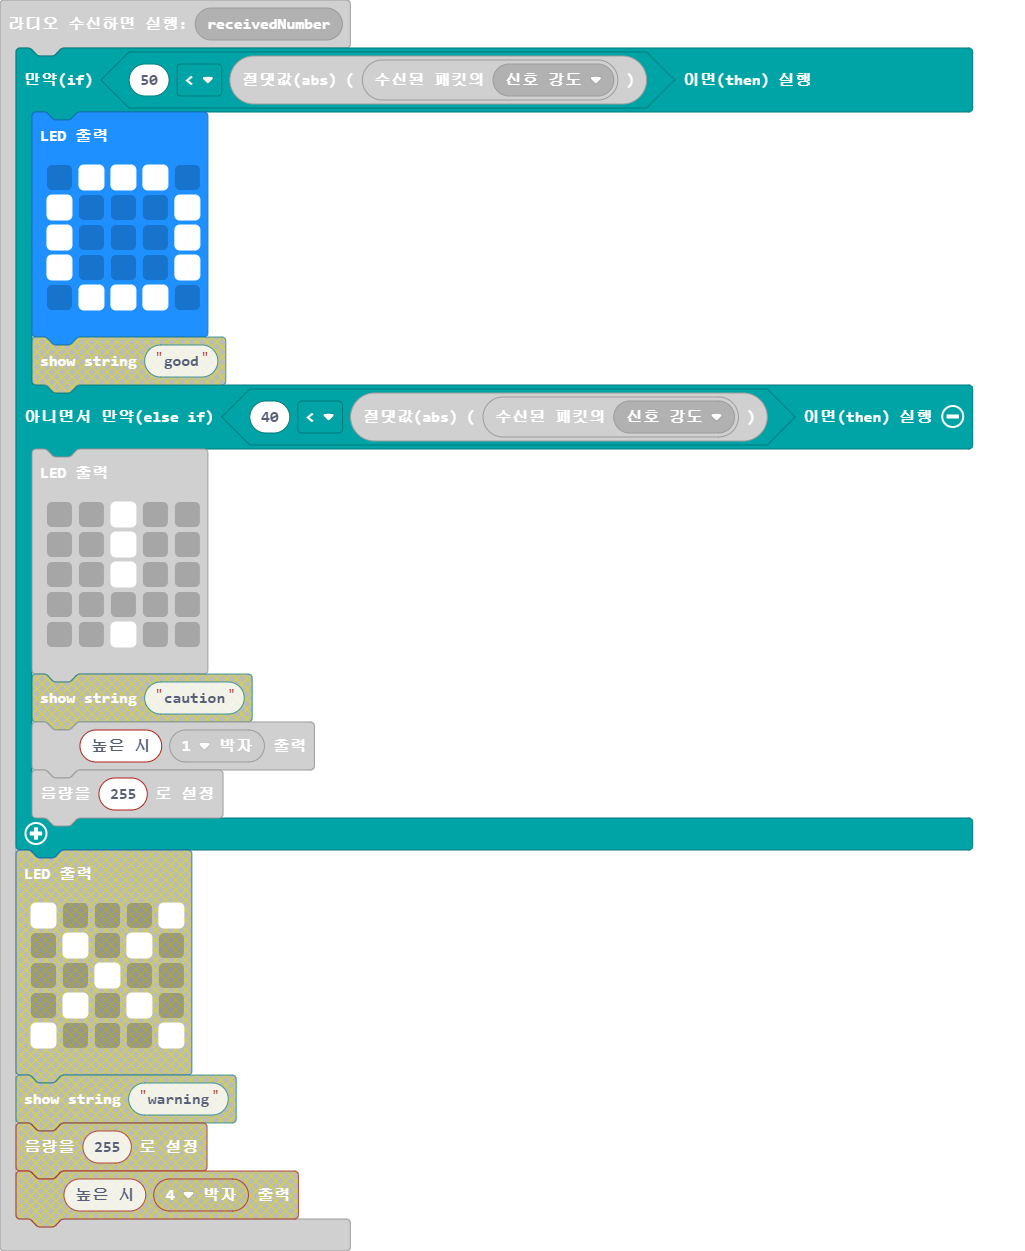 라디오 수신하면 실행: receivedNumber
만약(if) 50 < 절댓값(abs) ( 수신된 패킷의 신호 강도 ) 이면(then) 실행
LED 출력
show string "good"
아니면서 만약(else if) 40 < 절댓값(abs) ( 수신된 패킷의 신호 강도 ) 이면(then) 실행
LED 출력
show string "caution"
높은 시 1 박자 출력
음량을 255 로 설정
LED 출력
show string "warning"
음량을 255 로 설정
높은 시 4 박자 출력